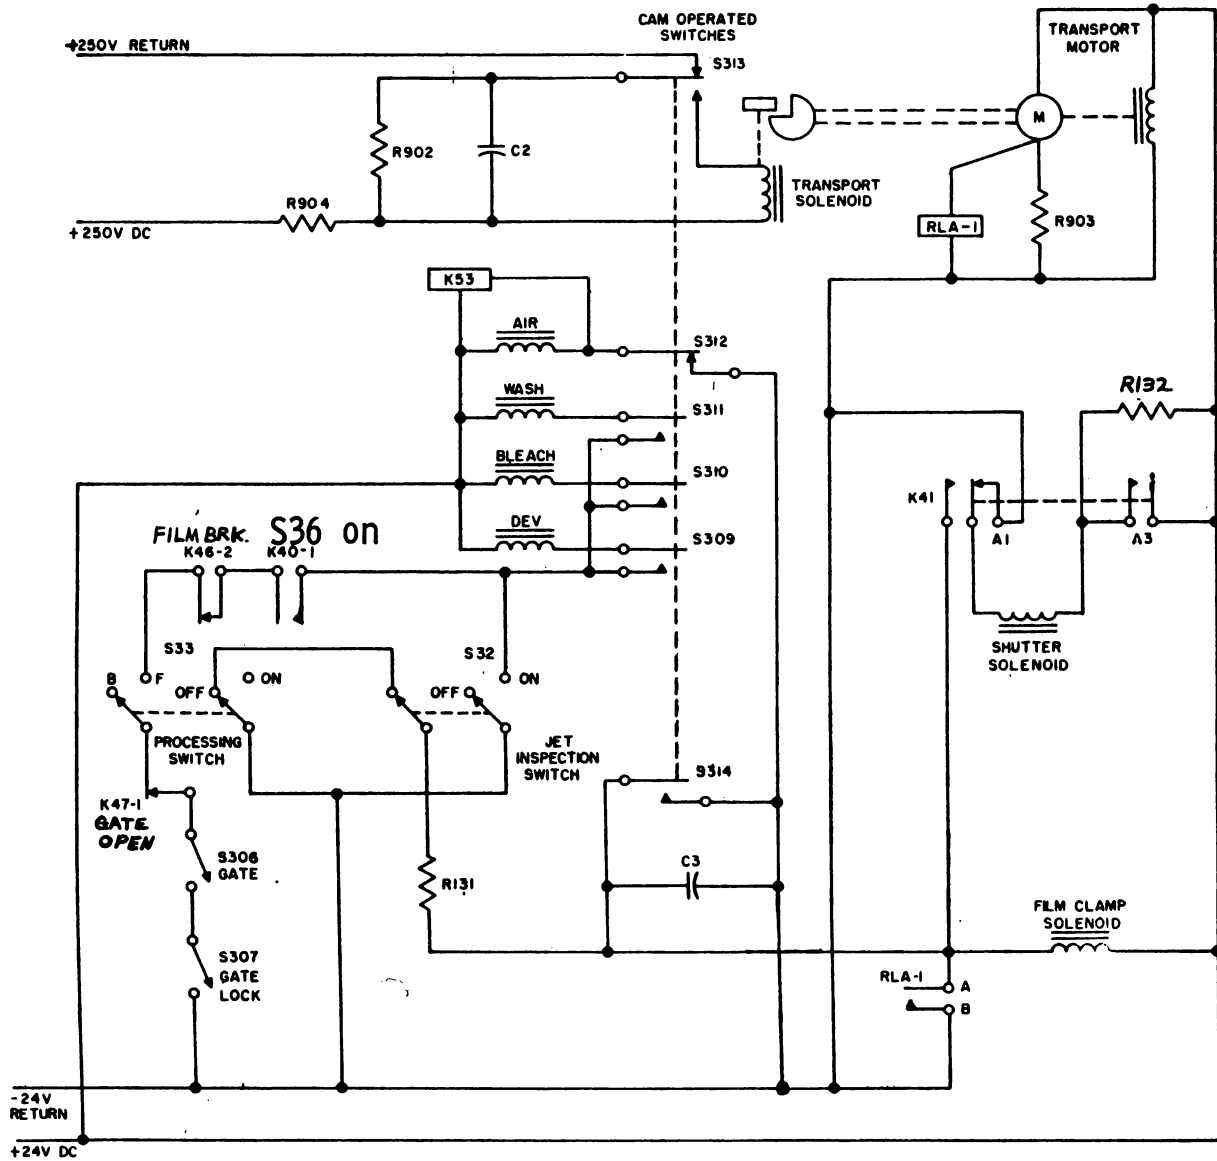 CAM OPERATED
SWITCHES
TRANSPORT
MOTOR
+250V RETURN
S313
M
R902
C2
TRANSPORT
SOLENOID
R904
RLA-1
R903
+250V DC
K53
AIR
S312
R132
WASH
S311
BLEACH
S310
K41
FILM BRK.
S36 on
DEV
S309
A1
A3
K46-2
K40-1
S33
S32
SHUTTER
SOLENOID
B
F
OFF
ON
OFF
ON
PROCESSING
SWITCH
JET
INSPECTION
SWITCH
S314
K47-1
GATE
OPEN
S306
GATE
R131
C3
FILM CLAMP
SOLENOID
S307
GATE
LOCK
RLA-1
A
B
-24V
RETURN
+24V DC